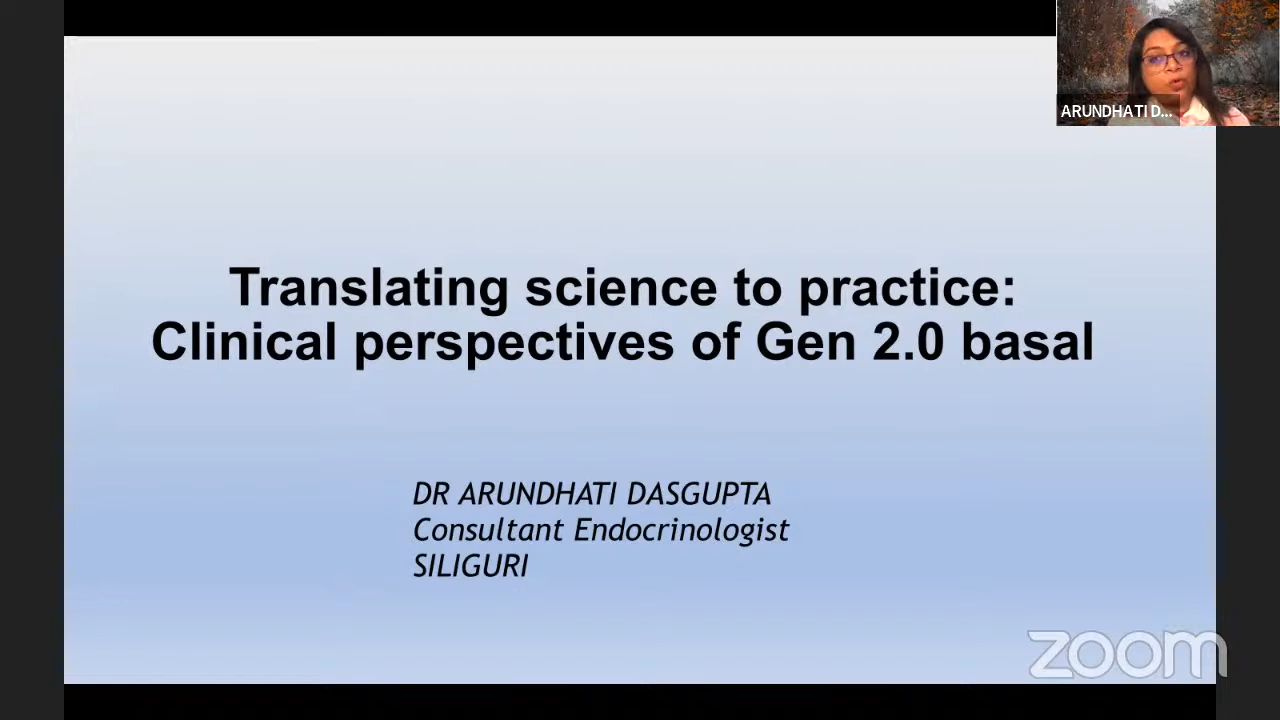 ARUNDHATI D...
Translating science to practice:
Clinical perspectives of Gen 2.0 basal
DR ARUNDHATI DASGUPTA
Consultant Endocrinologist
SILIGURI
zoom